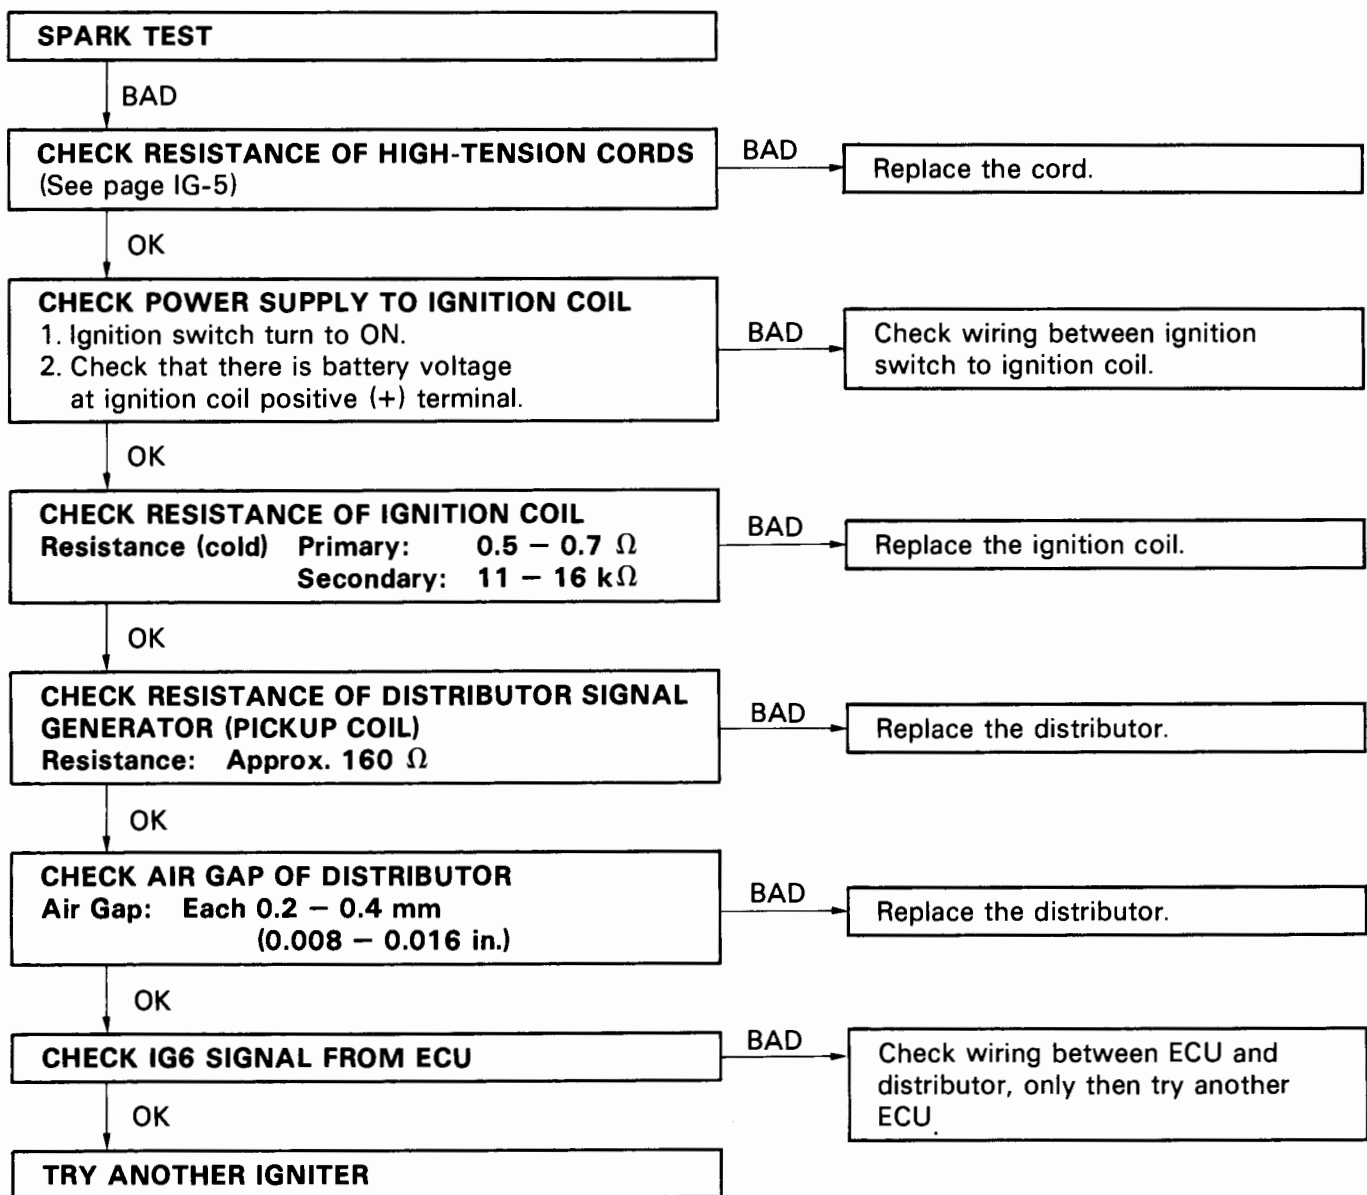 SPARK TEST
BAD
CHECK RESISTANCE OF HIGH-TENSION CORDS
(See page IG-5)
BAD
Replace the cord.
OK
CHECK POWER SUPPLY TO IGNITION COIL
1. Ignition switch turn to ON.
2. Check that there is battery voltage
at ignition coil positive (+) terminal.
BAD
Check wiring between ignition
switch to ignition coil.
OK
CHECK RESISTANCE OF IGNITION COIL
Resistance (cold) Primary: 0.5 – 0.7 Ω
Secondary: 11 – 16 kΩ
BAD
Replace the ignition coil.
OK
CHECK RESISTANCE OF DISTRIBUTOR SIGNAL
GENERATOR (PICKUP COIL)
Resistance: Approx. 160 Ω
BAD
Replace the distributor.
OK
CHECK AIR GAP OF DISTRIBUTOR
Air Gap: Each 0.2 – 0.4 mm
(0.008 – 0.016 in.)
BAD
Replace the distributor.
OK
CHECK IG6 SIGNAL FROM ECU
BAD
Check wiring between ECU and
distributor, only then try another
ECU.
OK
TRY ANOTHER IGNITER